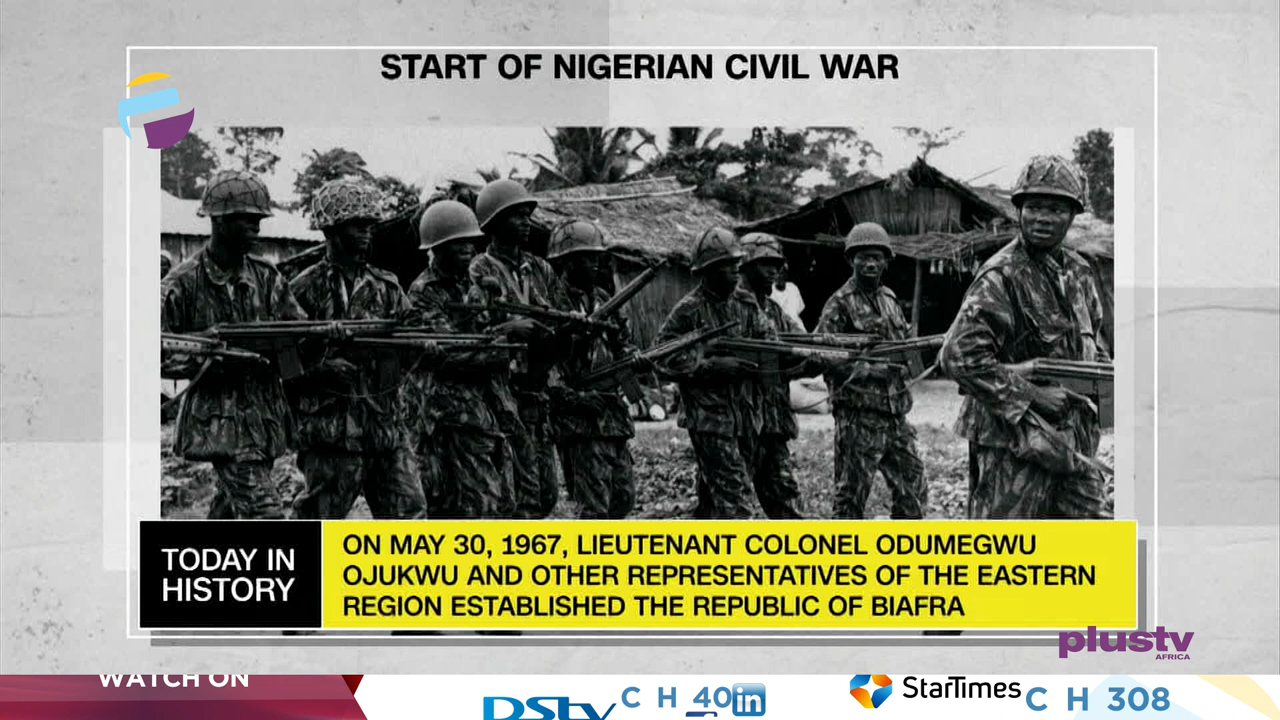 START OF NIGERIAN CIVIL WAR
TODAY IN
HISTORY
ON MAY 30, 1967, LIEUTENANT COLONEL ODUMEGWU
OJUKWU AND OTHER REPRESENTATIVES OF THE EASTERN
REGION ESTABLISHED THE REPUBLIC OF BIAFRA
plustv
AFRICA
WATCH ON
DStv CH 40 in
StarTimes CH 308